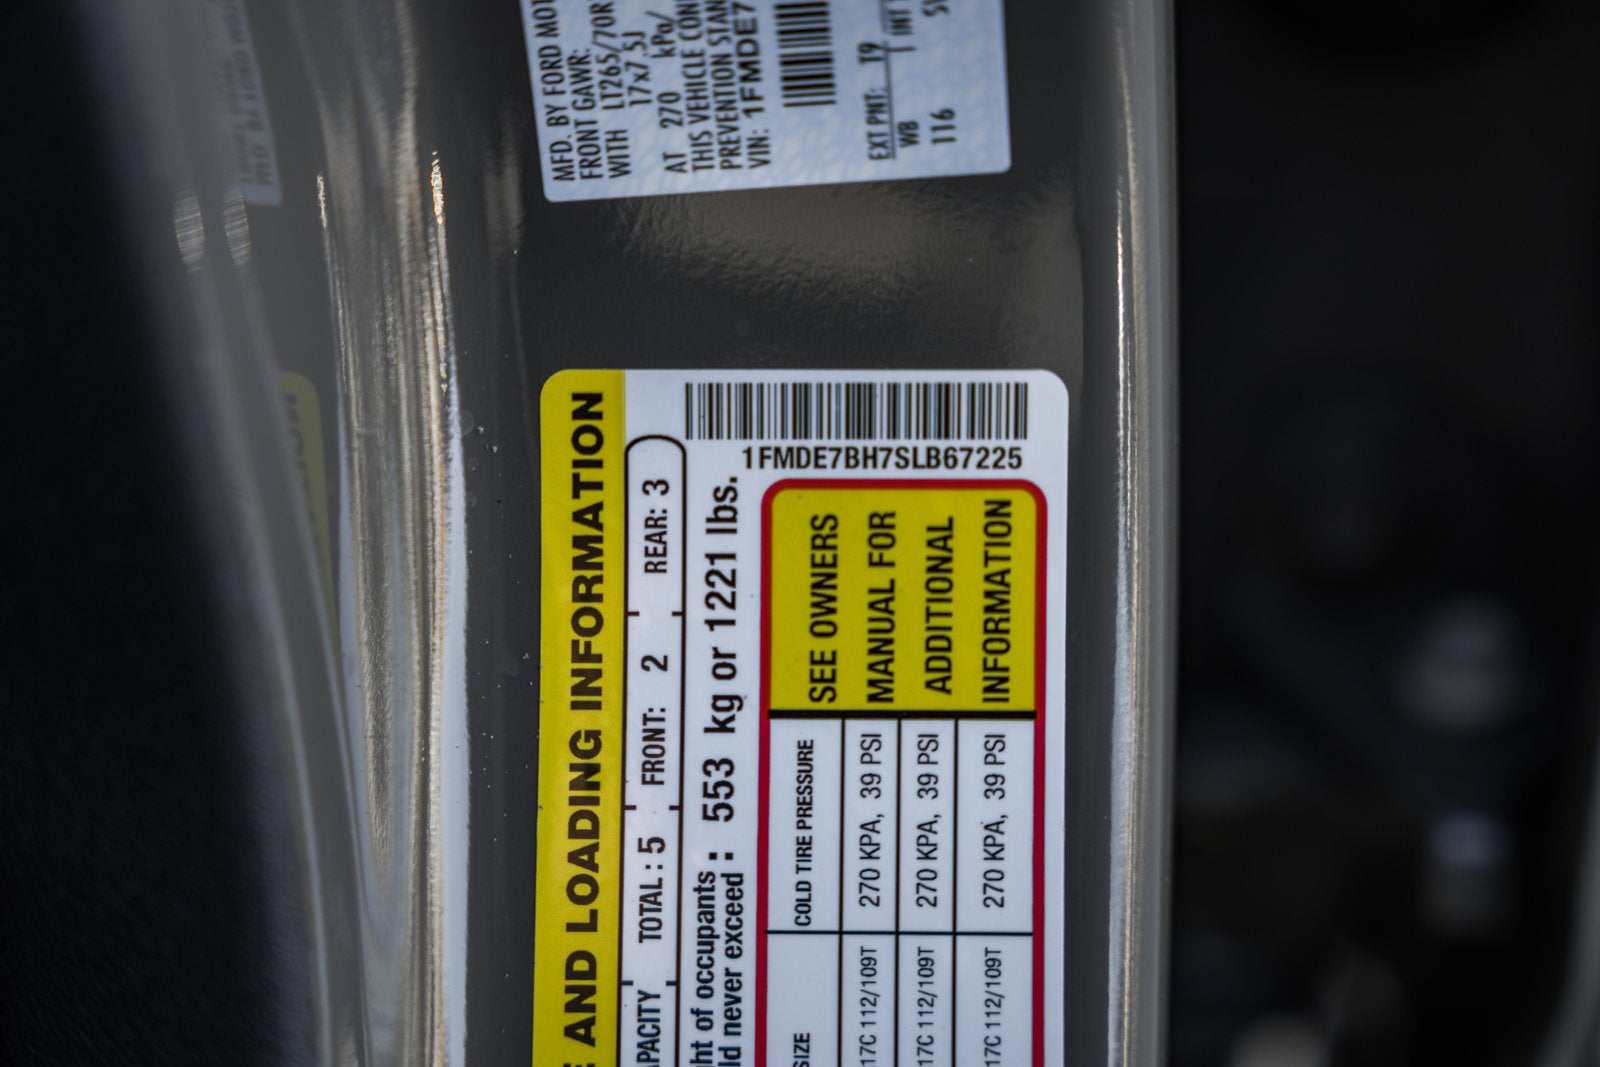 MFD. BY FORD MOT
FRONT GAWR:
WITH LT265/70R
17x7.5J
AT 270 kPa/
THIS VEHICLE CON
PREVENTION STAN
VIN: 1FMDE7
EXT PNT: T9
WB
116
E AND LOADING INFORMATION
APACITY TOTAL : 5 FRONT: 2 REAR: 3
ht of occupants :
ld never exceed : 553 kg or 1221 lbs.
1FMDE7BH7SLB67225
SIZE COLD TIRE PRESSURE
17C 112/109T 270 KPA, 39 PSI
17C 112/109T 270 KPA, 39 PSI
17C 112/109T 270 KPA, 39 PSI
SEE OWNERS
MANUAL FOR
ADDITIONAL
INFORMATION